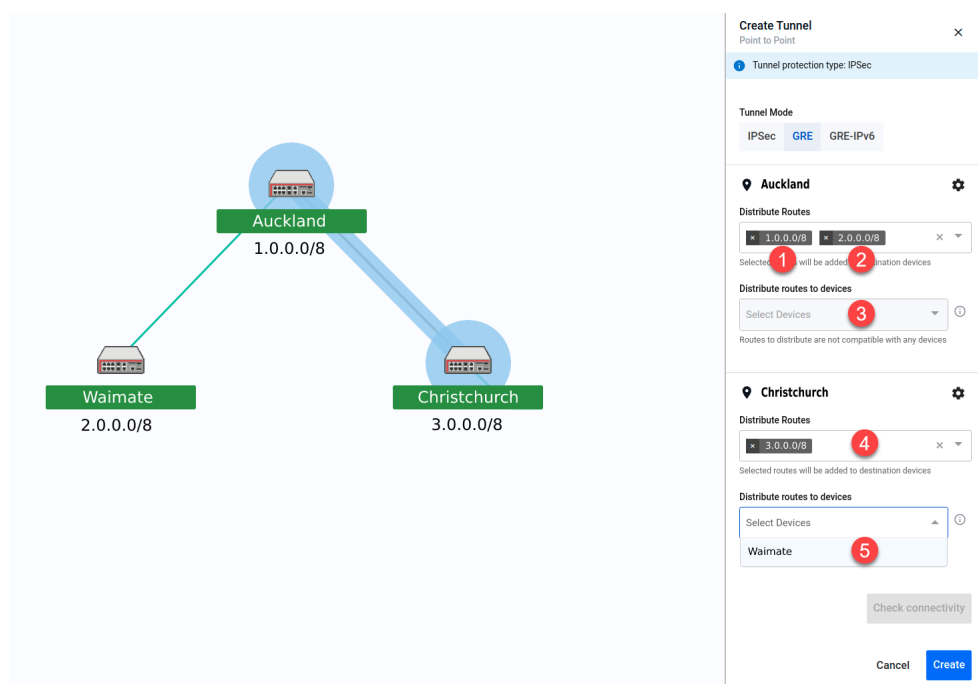 Auckland
1.0.0.0/8
Waimate
2.0.0.0/8
Christchurch
3.0.0.0/8
Create Tunnel
Point to Point
Tunnel protection type: IPSec
Tunnel Mode
IPSec GRE GRE-IPv6
Auckland
Distribute Routes
× 1.0.0.0/8 × 2.0.0.0/8
1 2
Selected will be added destination devices
Distribute routes to devices
Select Devices 3
Routes to distribute are not compatible with any devices
Christchurch
Distribute Routes
× 3.0.0.0/8 4
Selected routes will be added to destination devices
Distribute routes to devices
Select Devices
Waimate 5
Check connectivity
Cancel Create